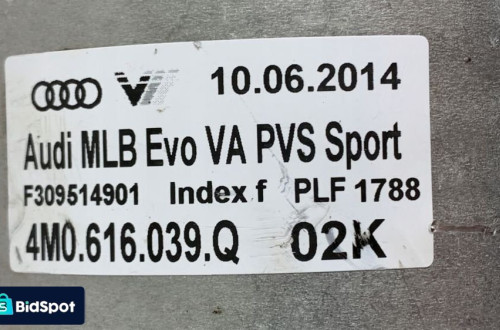 10.06.2014
Audi MLB Evo VA PVS Sport
F309514901 Index f PLF 1788
4M0.616.039.Q 02K
BidSpot